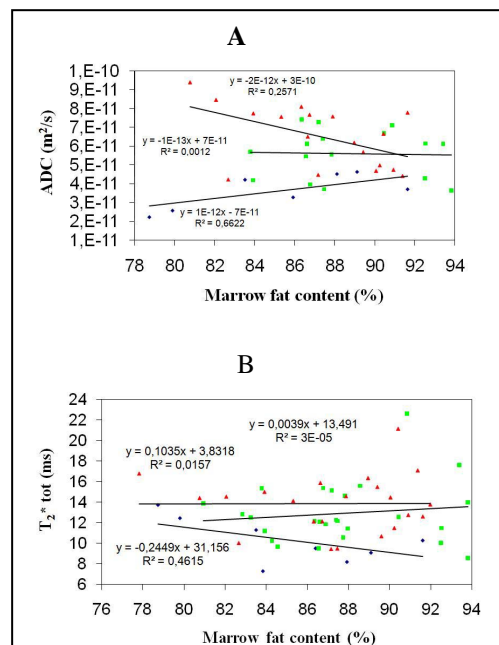 A
ADC (m²/s)
1,E-10
9,E-11
8,E-11
7,E-11
6,E-11
5,E-11
4,E-11
3,E-11
2,E-11
1,E-11
y = -2E-12x + 3E-10
R² = 0,2571
y = -1E-13x + 7E-11
R² = 0,0012
y = 1E-12x - 7E-11
R² = 0,6622
78 80 82 84 86 88 90 92 94
Marrow fat content (%)
B
T₂* tot (ms)
24
22
20
18
16
14
12
10
8
6
y = 0,0039x + 13,491
R² = 3E-05
y = 0,1035x + 3,8318
R² = 0,0157
y = -0,2449x + 31,156
R² = 0,4615
76 78 80 82 84 86 88 90 92 94
Marrow fat content (%)